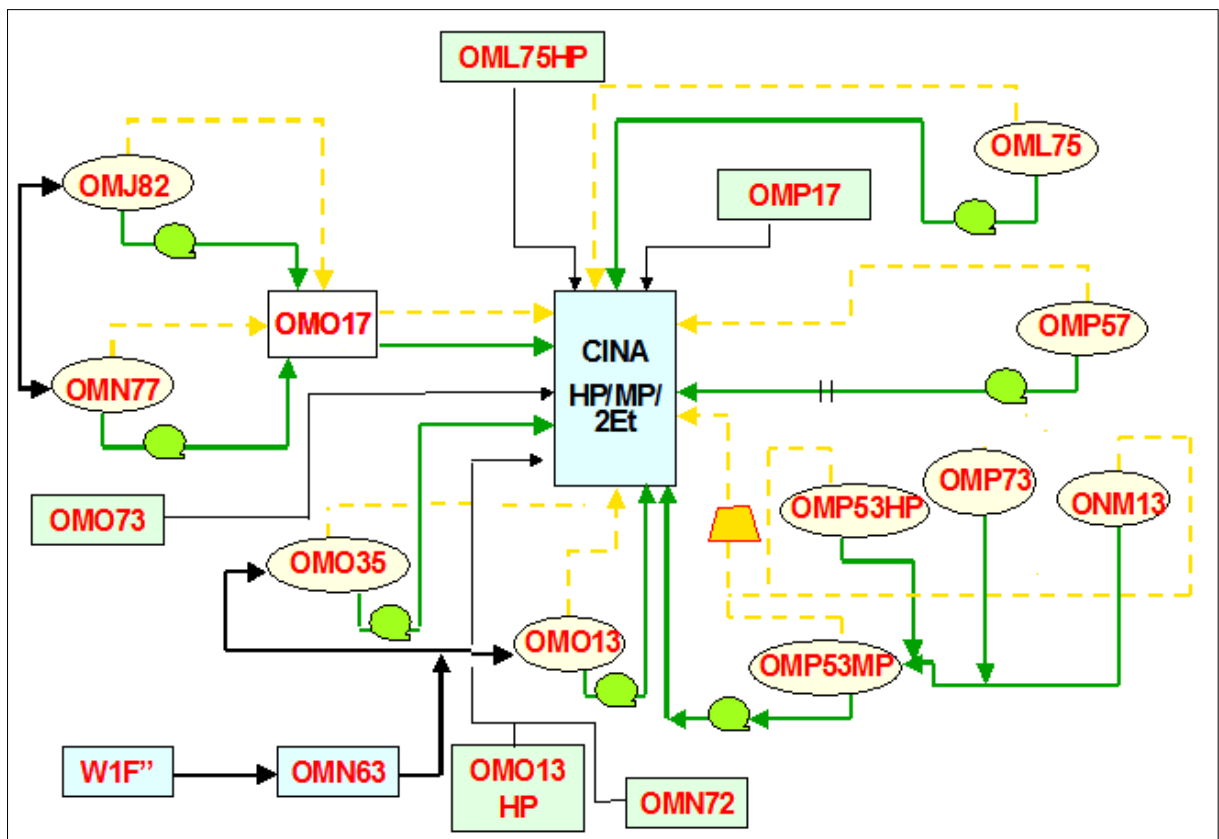 OML75HP
OML75
OMJ82
OMP17
OMO17
CINA
HP/MP/
2Et
OMP57
OMN77
OMP73
OMP53HP
ONM13
OMO73
OMO35
OMO13
OMP53MP
W1F”
OMN63
OMO13
HP
OMN72